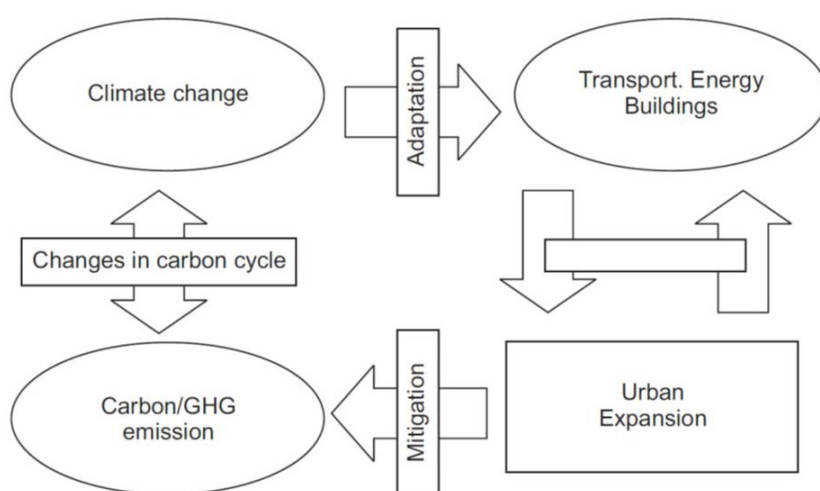 Climate change
Adaptation
Transport. Energy
Buildings
Changes in carbon cycle
Carbon/GHG
emission
Mitigation
Urban
Expansion